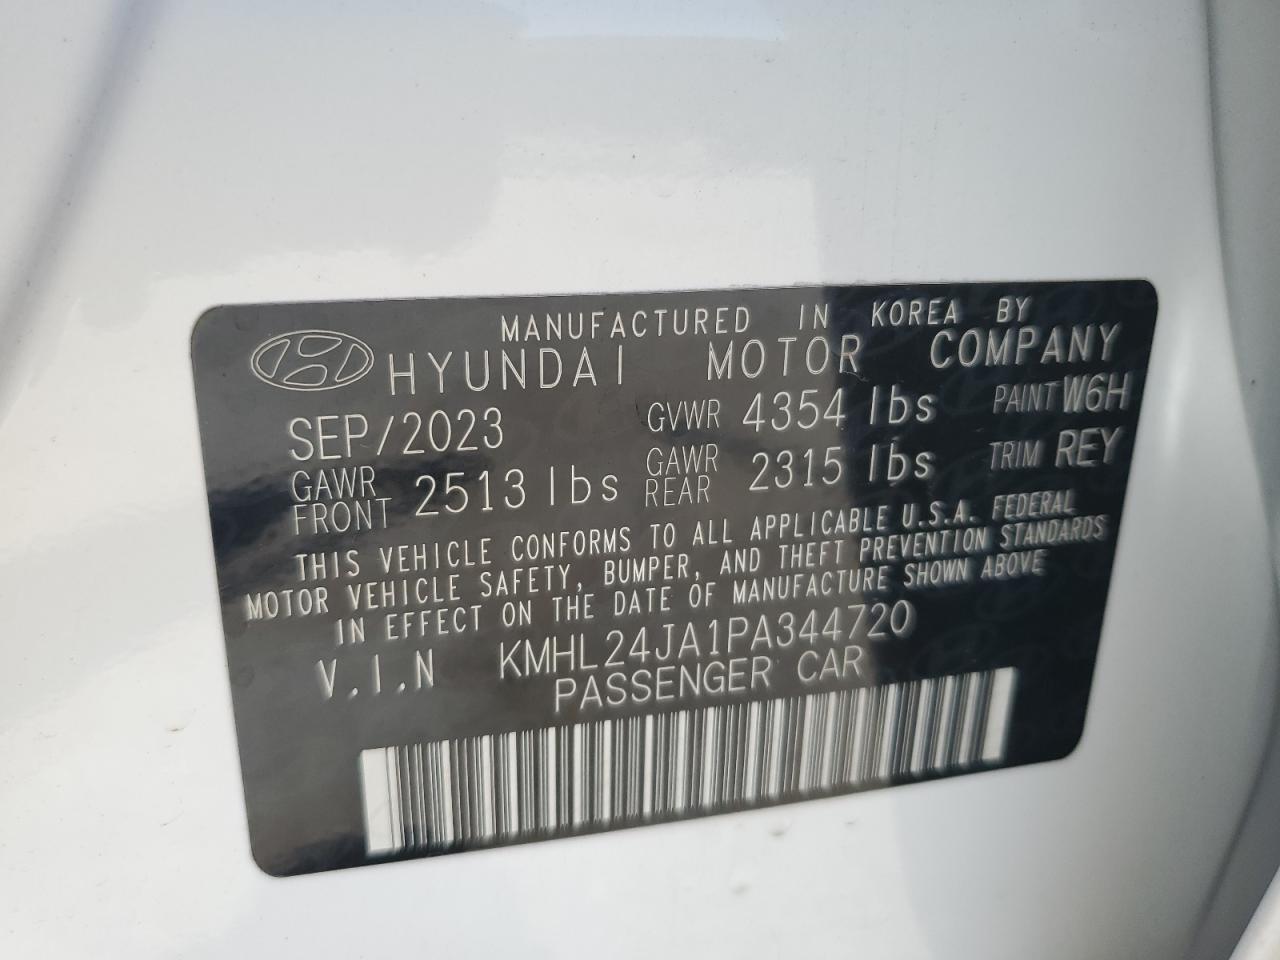 MANUFACTURED IN KOREA BY
HYUNDAI MOTOR COMPANY
SEP/2023 GVWR 4354 lbs PAINT W6H
GAWR FRONT 2513 lbs GAWR REAR 2315 lbs TRIM REY
THIS VEHICLE CONFORMS TO ALL APPLICABLE U.S.A. FEDERAL
MOTOR VEHICLE SAFETY, BUMPER, AND THEFT PREVENTION STANDARDS
IN EFFECT ON THE DATE OF MANUFACTURE SHOWN ABOVE
V.I.N KMHL24JA1PA344720
PASSENGER CAR